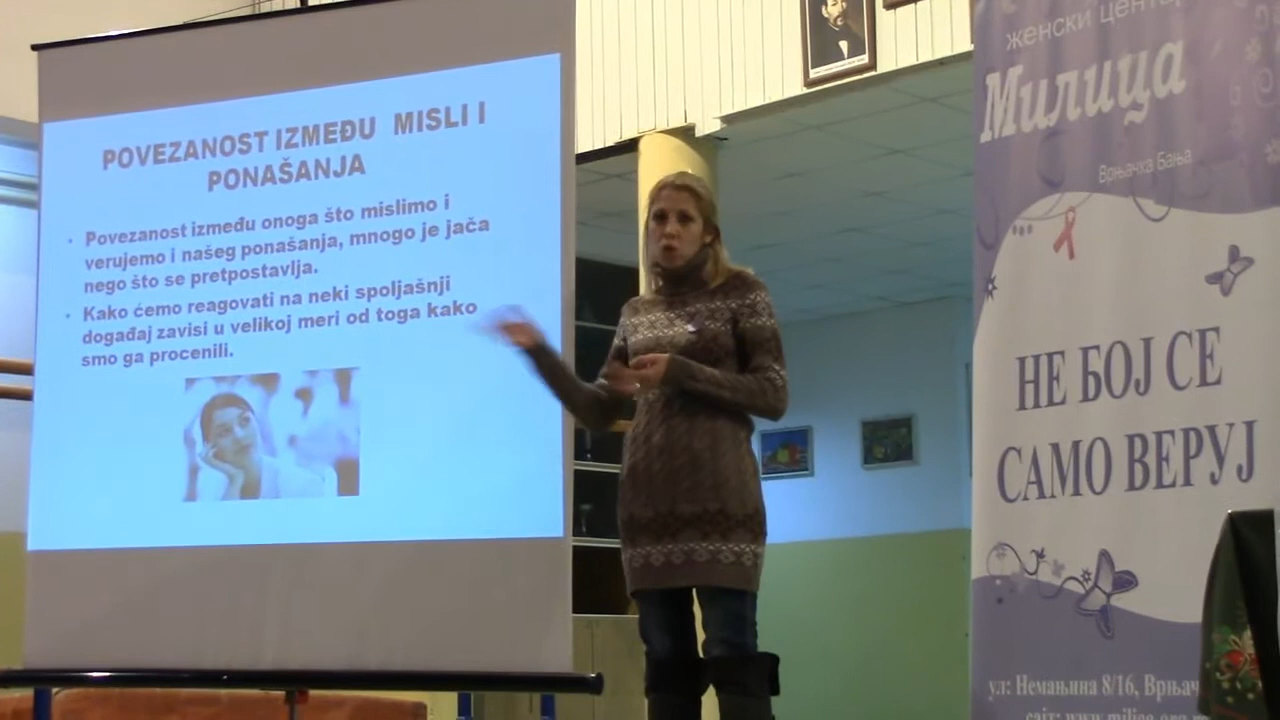 POVEZANOST IZMEĐU MISLI I
PONAŠANJA
• Povezanost između onoga što mislimo i
verujemo i našeg ponašanja, mnogo je jača
nego što se pretpostavlja.
• Kako ćemo reagovati na neki spoljašnji
događaj zavisi u velikoj meri od toga kako
smo ga procenili.
женски центар
Милица
Врњачка Бања
НЕ БОЈ СЕ
САМО ВЕРУЈ
ул: Немањина 8/16, Врњач
сајт: